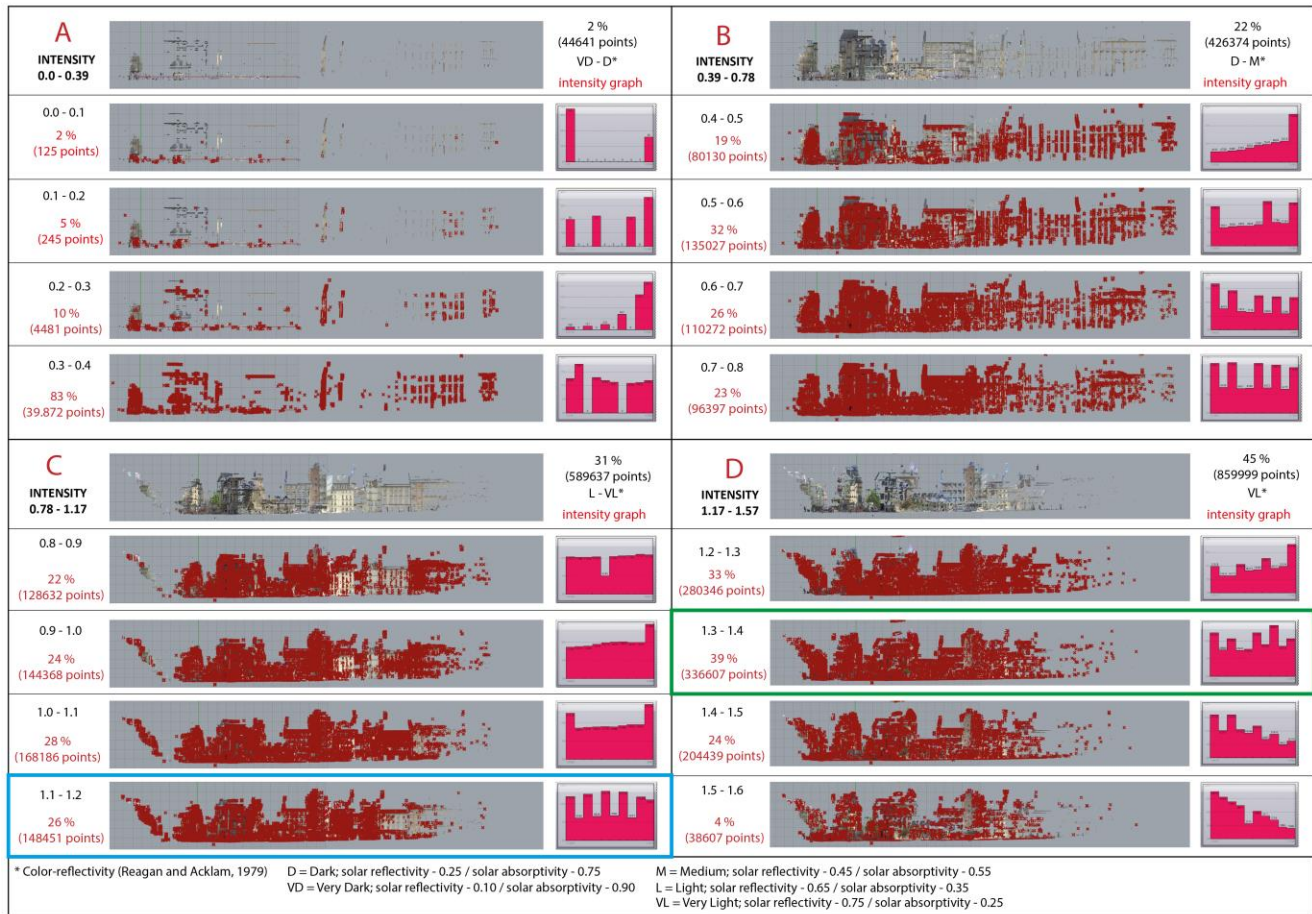 A
INTENSITY
0.0 - 0.39
2 %
(44641 points)
VD - D*
intensity graph
0.0 - 0.1
2 %
(125 points)
0.1 - 0.2
5 %
(245 points)
0.2 - 0.3
10 %
(4481 points)
0.3 - 0.4
83 %
(39.872 points)
B
INTENSITY
0.39 - 0.78
22 %
(426374 points)
D - M*
intensity graph
0.4 - 0.5
19 %
(80130 points)
0.5 - 0.6
32 %
(135027 points)
0.6 - 0.7
26 %
(110272 points)
0.7 - 0.8
23 %
(96397 points)
C
INTENSITY
0.78 - 1.17
31 %
(589637 points)
L - VL*
intensity graph
0.8 - 0.9
22 %
(128632 points)
0.9 - 1.0
24 %
(144368 points)
1.0 - 1.1
28 %
(168186 points)
1.1 - 1.2
26 %
(148451 points)
D
INTENSITY
1.17 - 1.57
45 %
(859999 points)
VL*
intensity graph
1.2 - 1.3
33 %
(280346 points)
1.3 - 1.4
39 %
(336607 points)
1.4 - 1.5
24 %
(204439 points)
1.5 - 1.6
4 %
(38607 points)
* Color-reflectivity (Reagan and Acklam, 1979)
D = Dark; solar reflectivity - 0.25 / solar absorptivity - 0.75
VD = Very Dark; solar reflectivity - 0.10 / solar absorptivity - 0.90
M = Medium; solar reflectivity - 0.45 / solar absorptivity - 0.55
L = Light; solar reflectivity - 0.65 / solar absorptivity - 0.35
VL = Very Light; solar reflectivity - 0.75 / solar absorptivity - 0.25